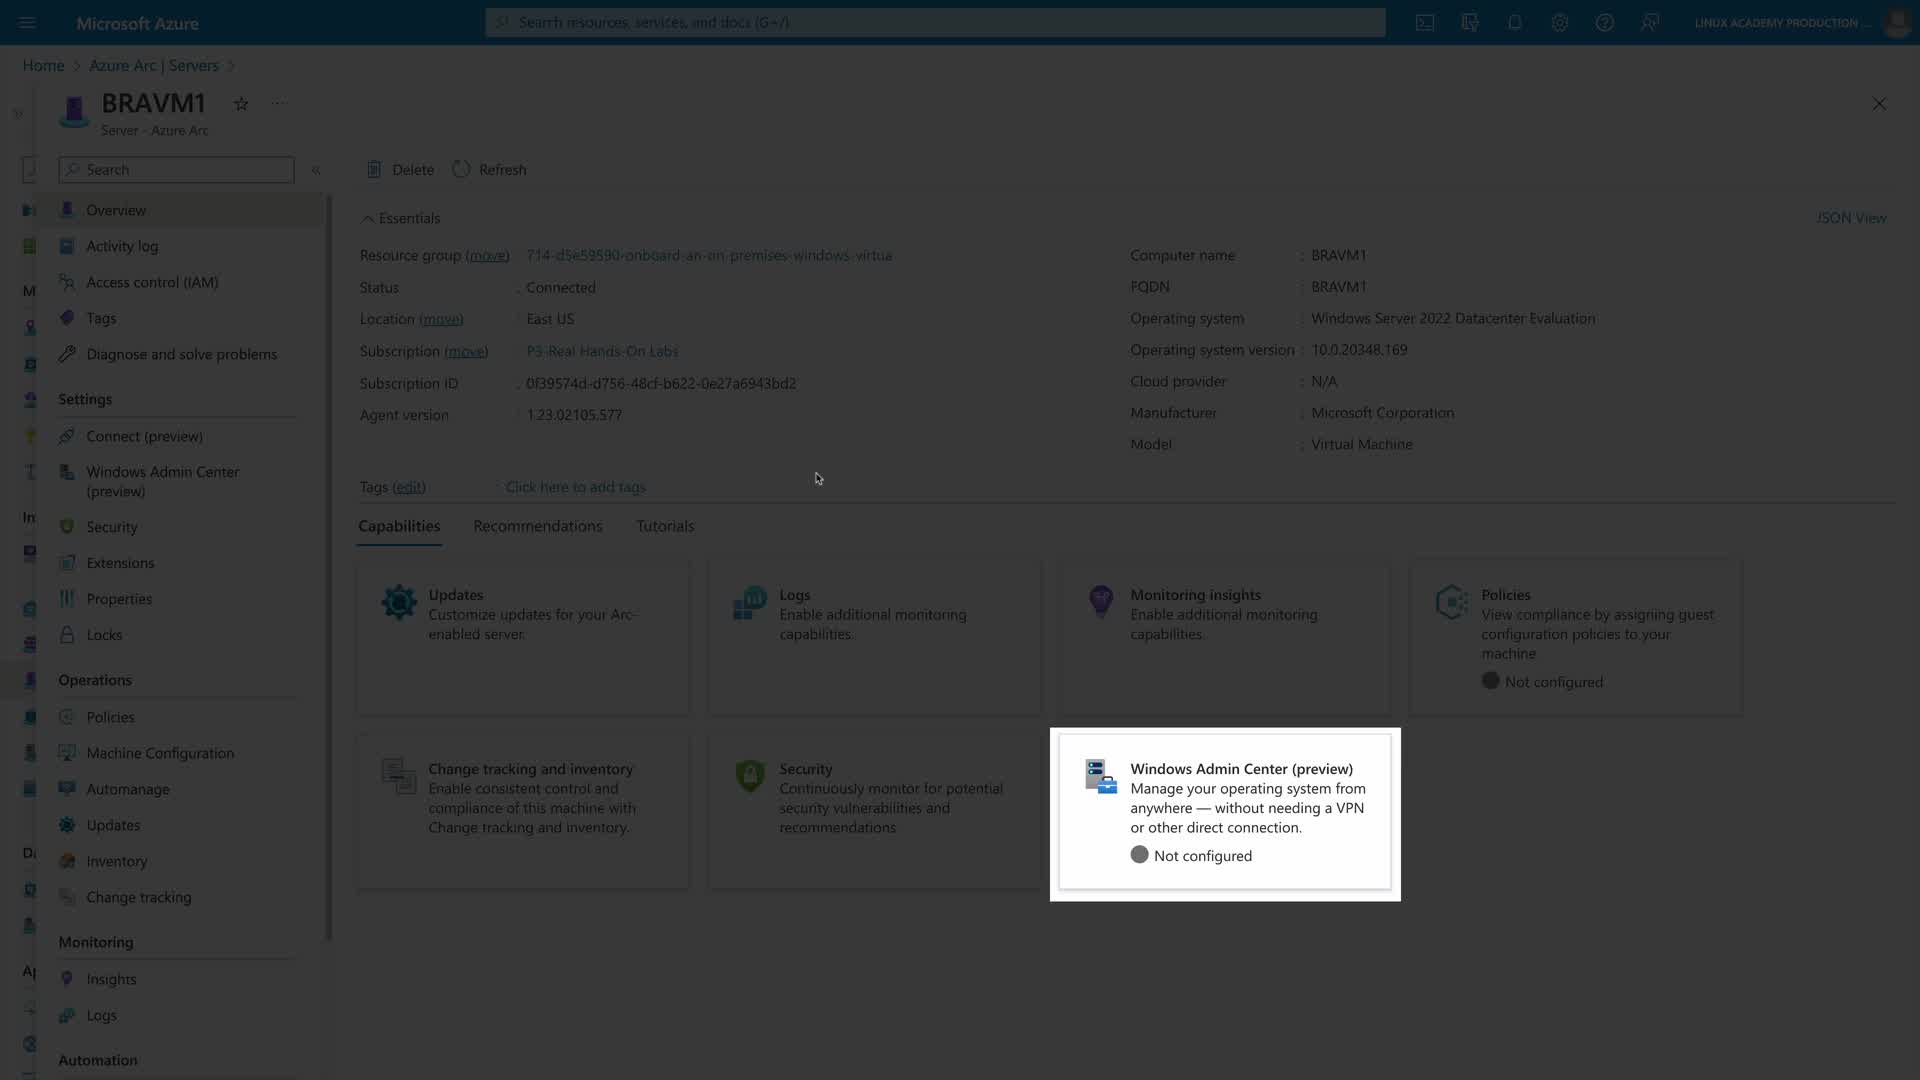 Microsoft Azure
Search resources, services, and docs (G+/)
LINUX ACADEMY PRODUCTION ...
Home > Azure Arc | Servers >
BRAVM1
Server - Azure Arc
Search
Delete
Refresh
Overview
Activity log
Access control (IAM)
Tags
Diagnose and solve problems
Settings
Connect (preview)
Windows Admin Center
(preview)
Security
Extensions
Properties
Locks
Operations
Policies
Machine Configuration
Automanage
Updates
Inventory
Change tracking
Monitoring
Insights
Logs
Automation
Essentials
JSON View
Resource group (move) : 714-d5e59590-onboard-an-on-premises-windows-virtua
Status : Connected
Location (move) : East US
Subscription (move) : P3-Real Hands-On Labs
Subscription ID : 0f39574d-d756-48cf-b622-0e27a6943bd2
Agent version : 1.23.02105.577
Computer name : BRAVM1
FQDN : BRAVM1
Operating system : Windows Server 2022 Datacenter Evaluation
Operating system version : 10.0.20348.169
Cloud provider : N/A
Manufacturer : Microsoft Corporation
Model : Virtual Machine
Tags (edit) : Click here to add tags
Capabilities
Recommendations
Tutorials
Updates
Customize updates for your Arc-
enabled server.
Logs
Enable additional monitoring
capabilities.
Monitoring insights
Enable additional monitoring
capabilities.
Policies
View compliance by assigning guest
configuration policies to your
machine
Not configured
Change tracking and inventory
Enable consistent control and
compliance of this machine with
Change tracking and inventory.
Security
Continuously monitor for potential
security vulnerabilities and
recommendations
Windows Admin Center (preview)
Manage your operating system from
anywhere — without needing a VPN
or other direct connection.
Not configured